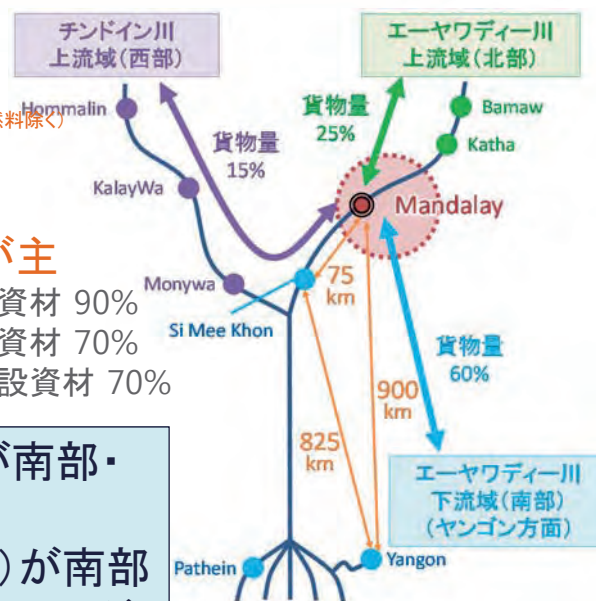 チンドイン川
上流域(西部)
エーヤワディー川
上流域(北部)
料除く)
Hommalin
貨物量
15%
貨物量
25%
Bamaw
Katha
KalayWa
Mandalay
が主
資材 90%
資材 70%
設資材 70%
Monywa
75
km
Si Mee Khon
貨物量
60%
900
km
825
km
が南部・
)が南部
エーヤワディー川
下流域(南部)
(ヤンゴン方面)
Pathein
Yangon